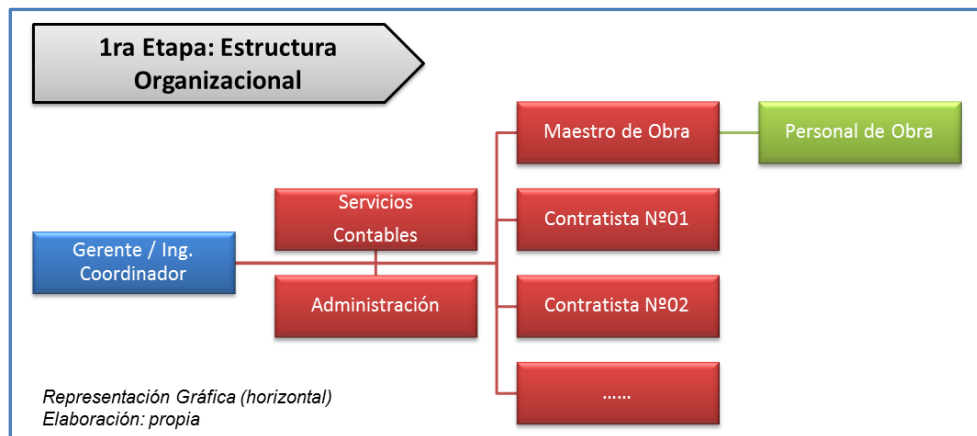 1ra Etapa: Estructura
Organizacional
Maestro de Obra
Personal de Obra
Servicios
Contables
Contratista Nº01
Gerente / Ing.
Coordinador
Administración
Contratista Nº02
……
Representación Gráfica (horizontal)
Elaboración: propia